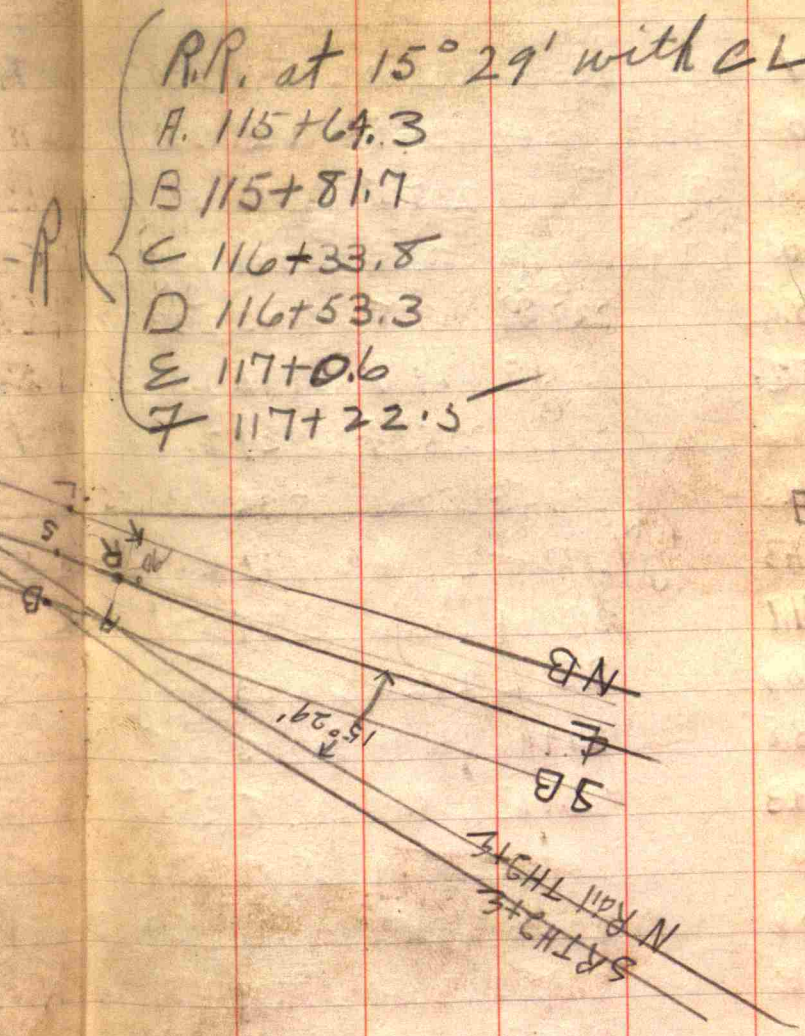 R.R. at 15° 29' with CL
A. 115+64.3
B 115+81.7
C 116+33.8
D 116+53.3
E 117+0.6
F 117+22.5
-R
L
S
K
R
B
A
15°29'
NB
℄
SB
N Rail